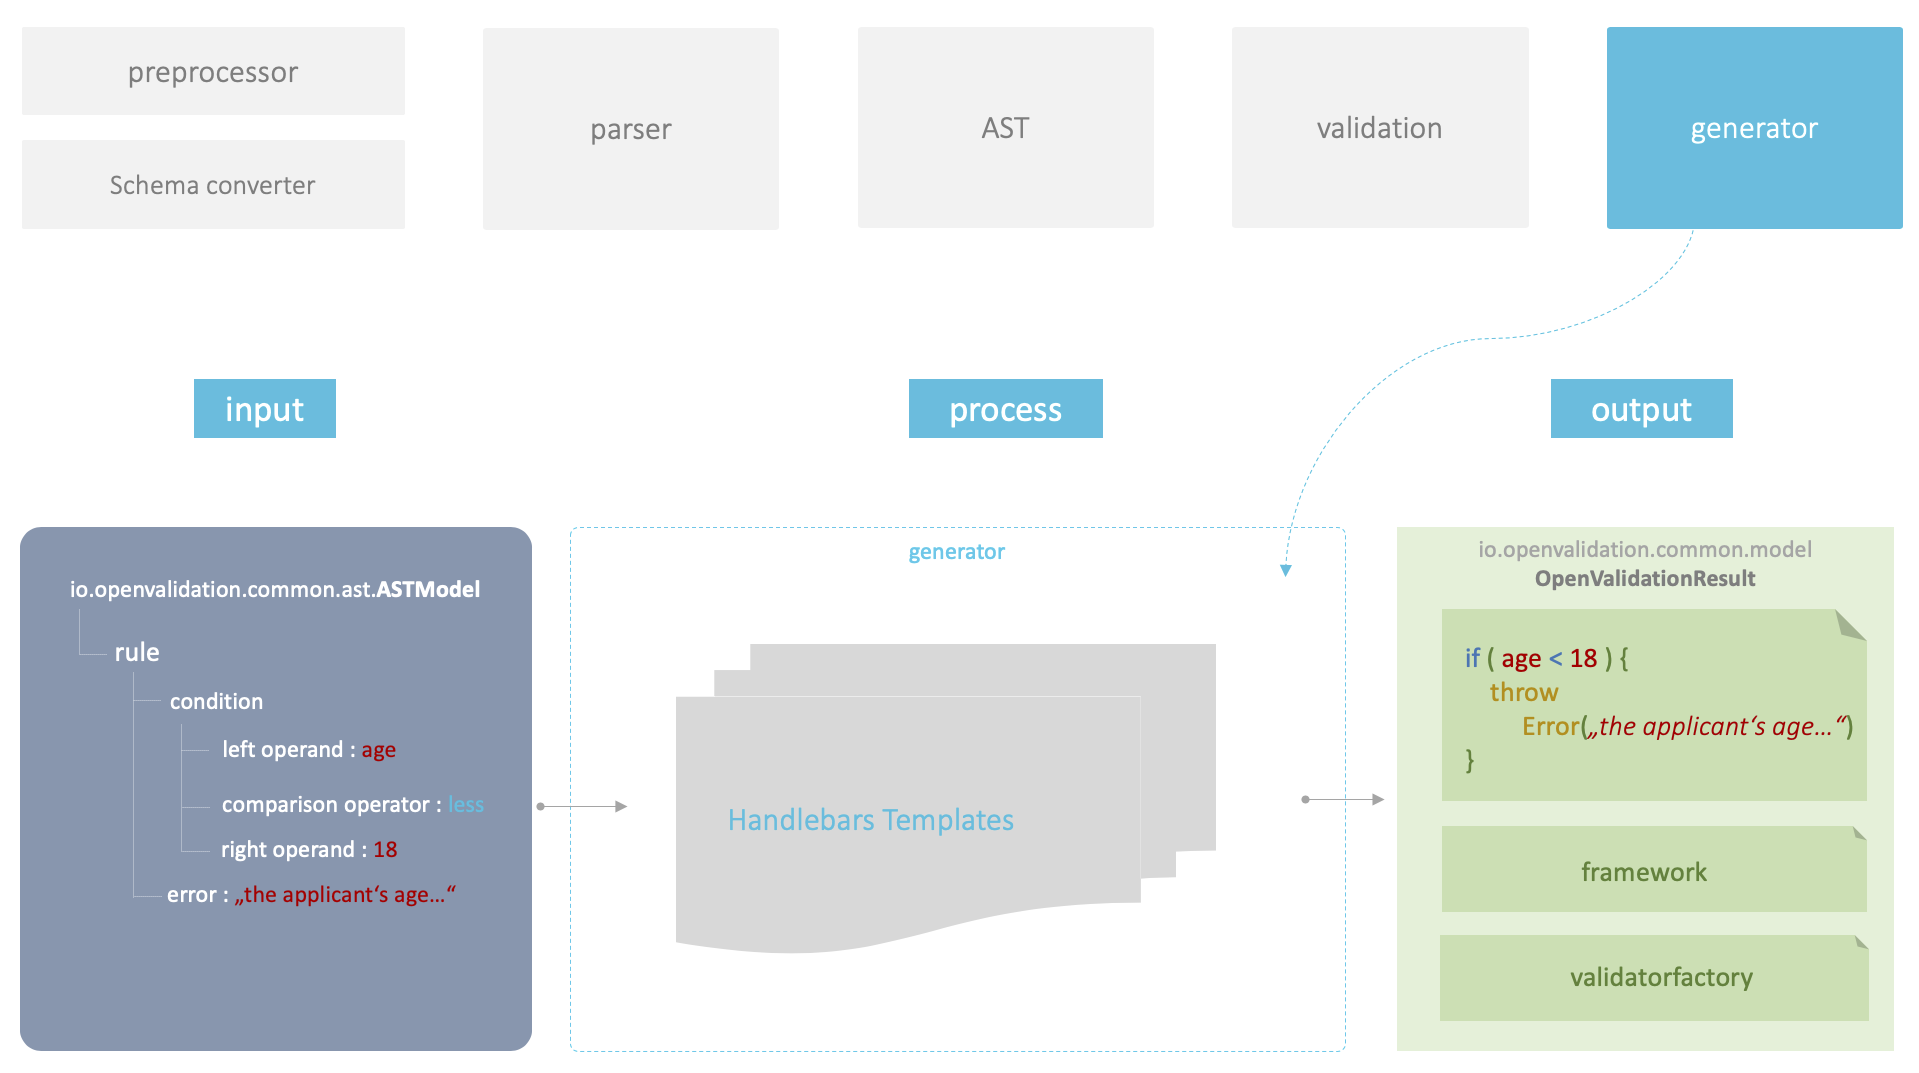 preprocessor
Schema converter
parser
AST
validation
generator
input
process
output
io.openvalidation.common.ast.ASTModel
rule
condition
left operand : age
comparison operator : less
right operand : 18
error : „the applicant‘s age…“
generator
Handlebars Templates
io.openvalidation.common.model
OpenValidationResult
if ( age < 18 ) {
throw
Error(„the applicant‘s age…“)
}
framework
validatorfactory